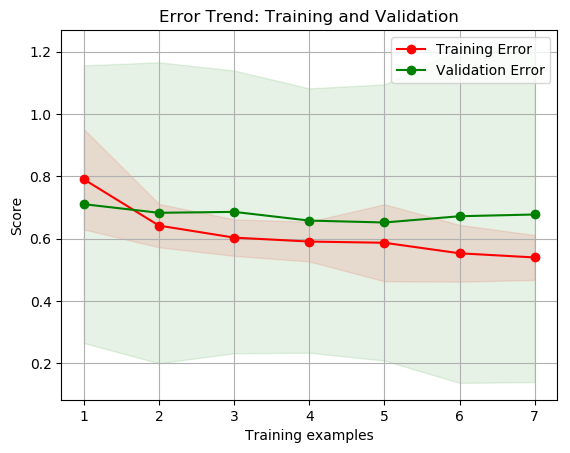 Error Trend: Training and Validation
Training Error
Validation Error
Score
1.2
1.0
0.8
0.6
0.4
0.2
1 2 3 4 5 6 7
Training examples